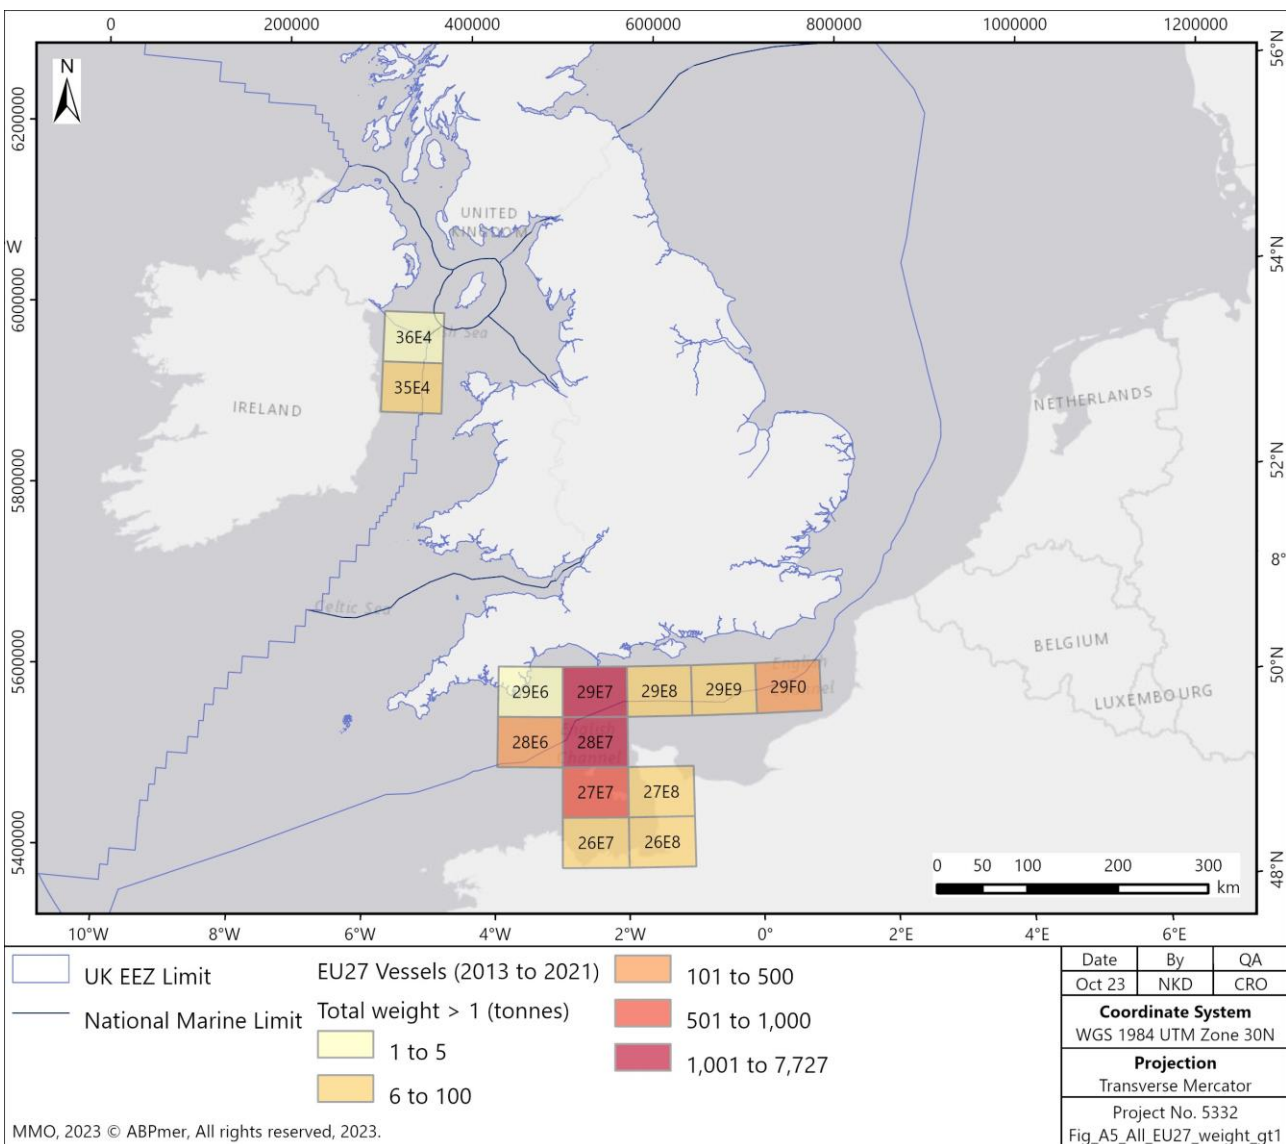 0 200000 400000 600000 800000 1000000 1200000
N
56°N
6200000
UNITED
KINGDOM
W
54°N
6000000
36E4
35E4
IRELAND
NETHERLANDS
52°N
5800000
8°
Celtic Sea
BELGIUM
50°N
5600000
English
29E6 29E7 29E8 29E9 29F0
LUXEMBOURG
28E6 28E7
English
Channel
27E7 27E8
26E7 26E8
5400000
48°N
0 50 100 200 300
km
10°W 8°W 6°W 4°W 2°W 0° 2°E 4°E 6°E
UK EEZ Limit
National Marine Limit
EU27 Vessels (2013 to 2021)
Total weight > 1 (tonnes)
1 to 5
6 to 100
101 to 500
501 to 1,000
1,001 to 7,727
Date By QA
Oct 23 NKD CRO
Coordinate System
WGS 1984 UTM Zone 30N
Projection
Transverse Mercator
Project No. 5332
Fig_A5_All_EU27_weight_gt1
MMO, 2023 © ABPmer, All rights reserved, 2023.